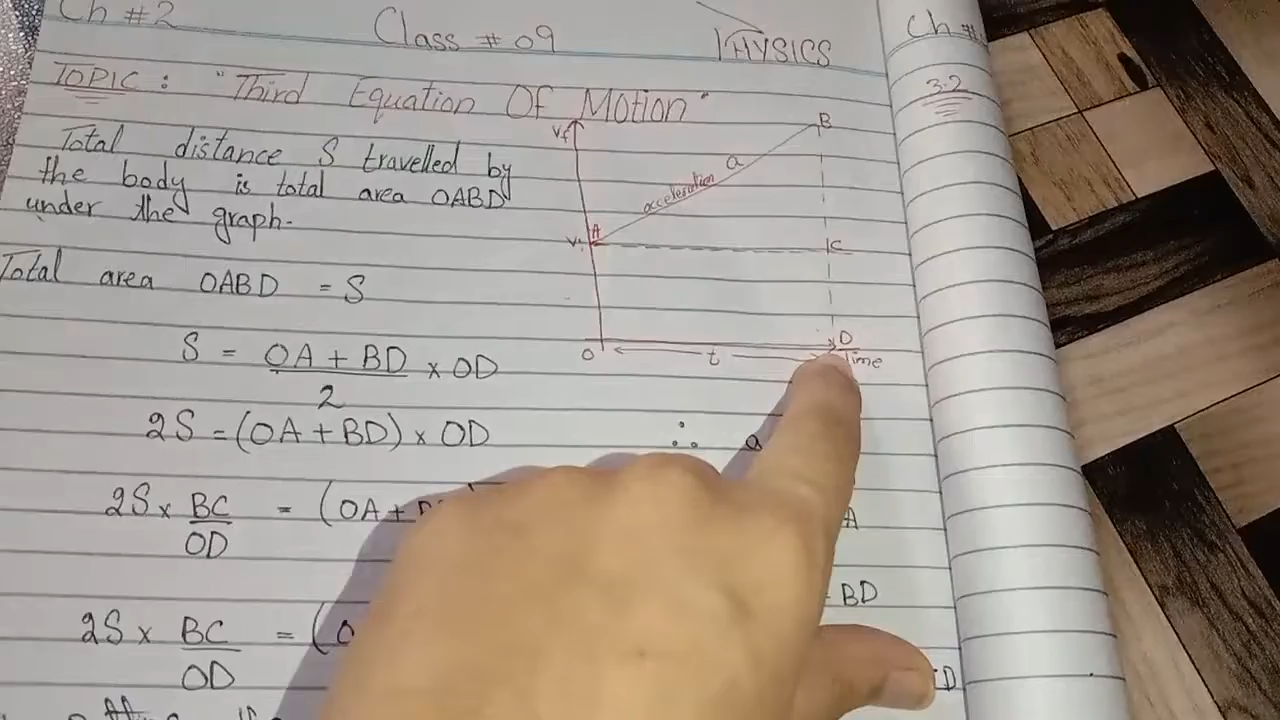 Ch #2 Class # 09 PHYSICS
TOPIC: "Third Equation Of Motion"
Total distance S travelled by
the body is total area OABD
under the graph.
Total area OABD = S
S = OA + BD / 2 × OD
2S = (OA + BD) × OD
2S × BC / OD = (OA +
2S × BC / OD = (O
Vf
B
acceleration a
A
Vi
C
O
t
D
Time
∴ a
A
BD
D
Ch #
3.2